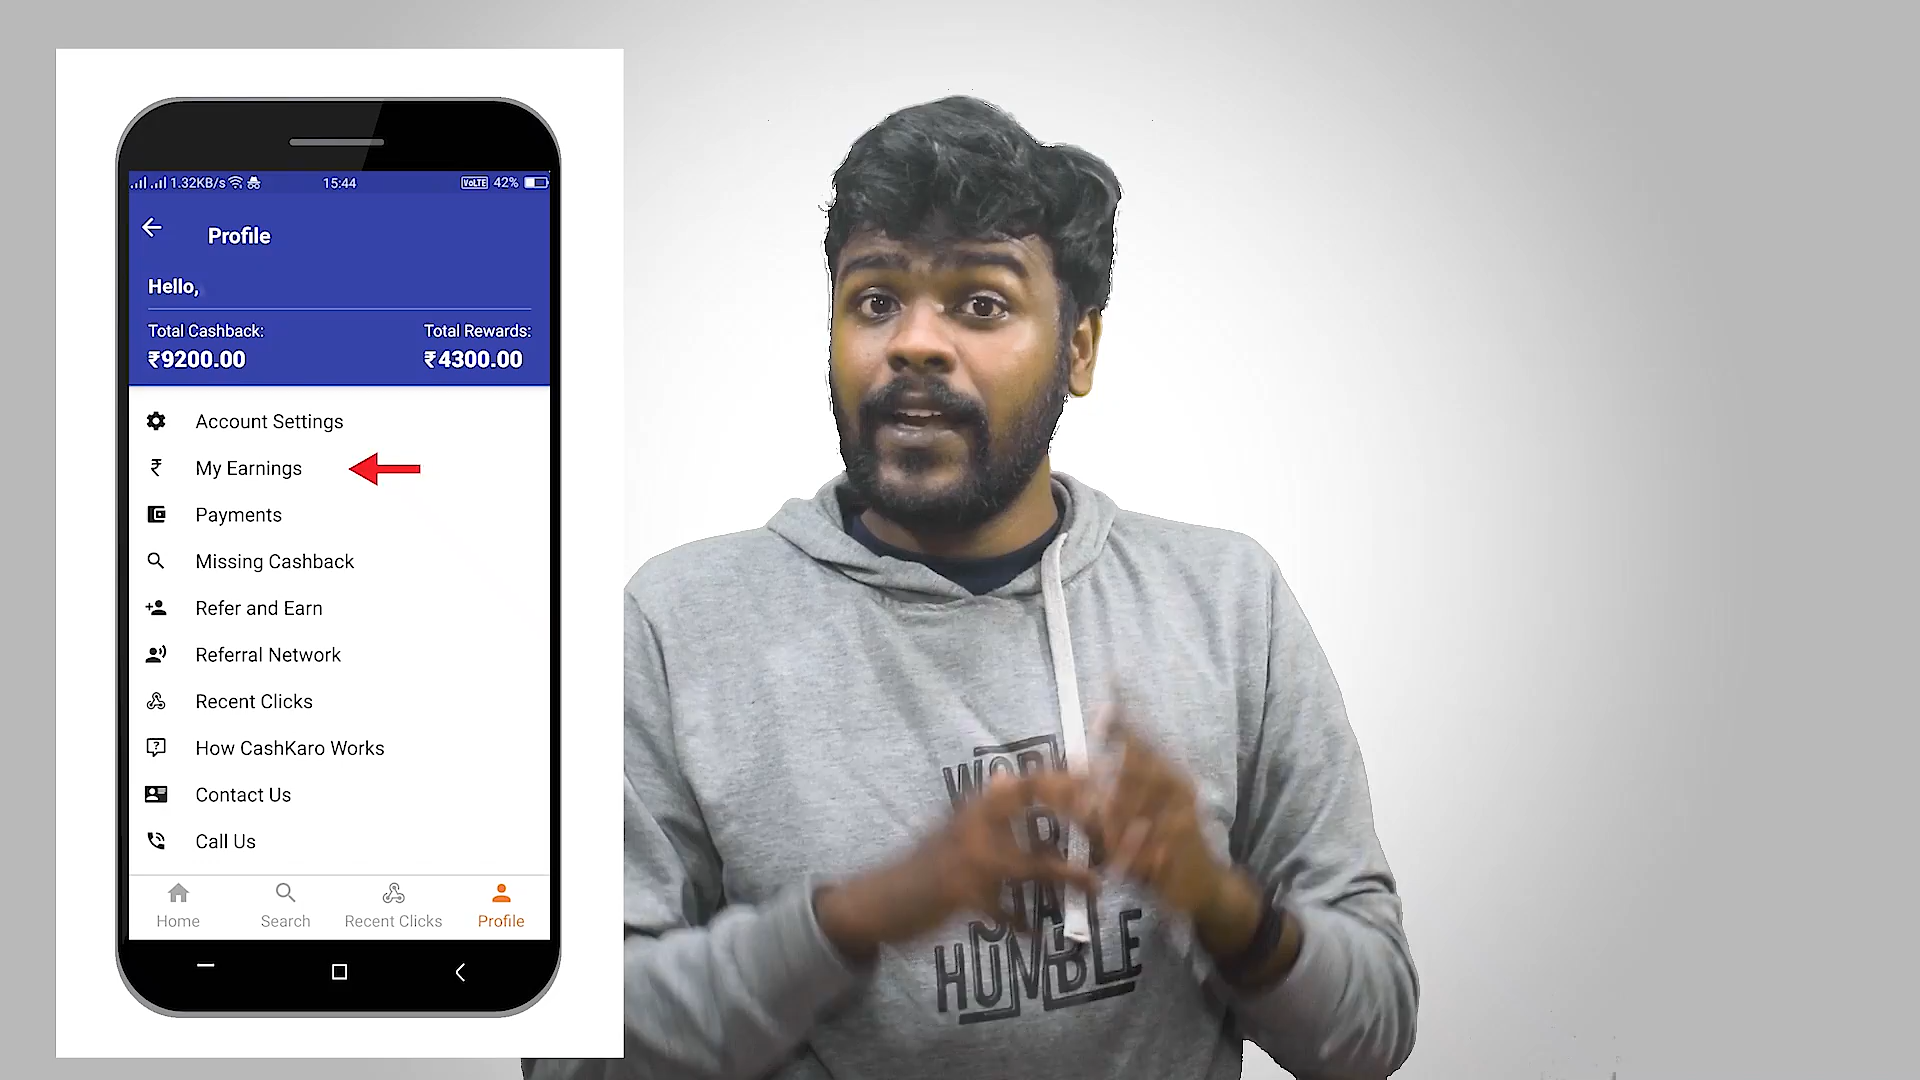 1.32KB/s 15:44 VoLTE 42%
Profile
Hello,
Total Cashback: Total Rewards:
₹9200.00 ₹4300.00
Account Settings
My Earnings
Payments
Missing Cashback
Refer and Earn
Referral Network
Recent Clicks
How CashKaro Works
Contact Us
Call Us
Home Search Recent Clicks Profile
HUMBLE